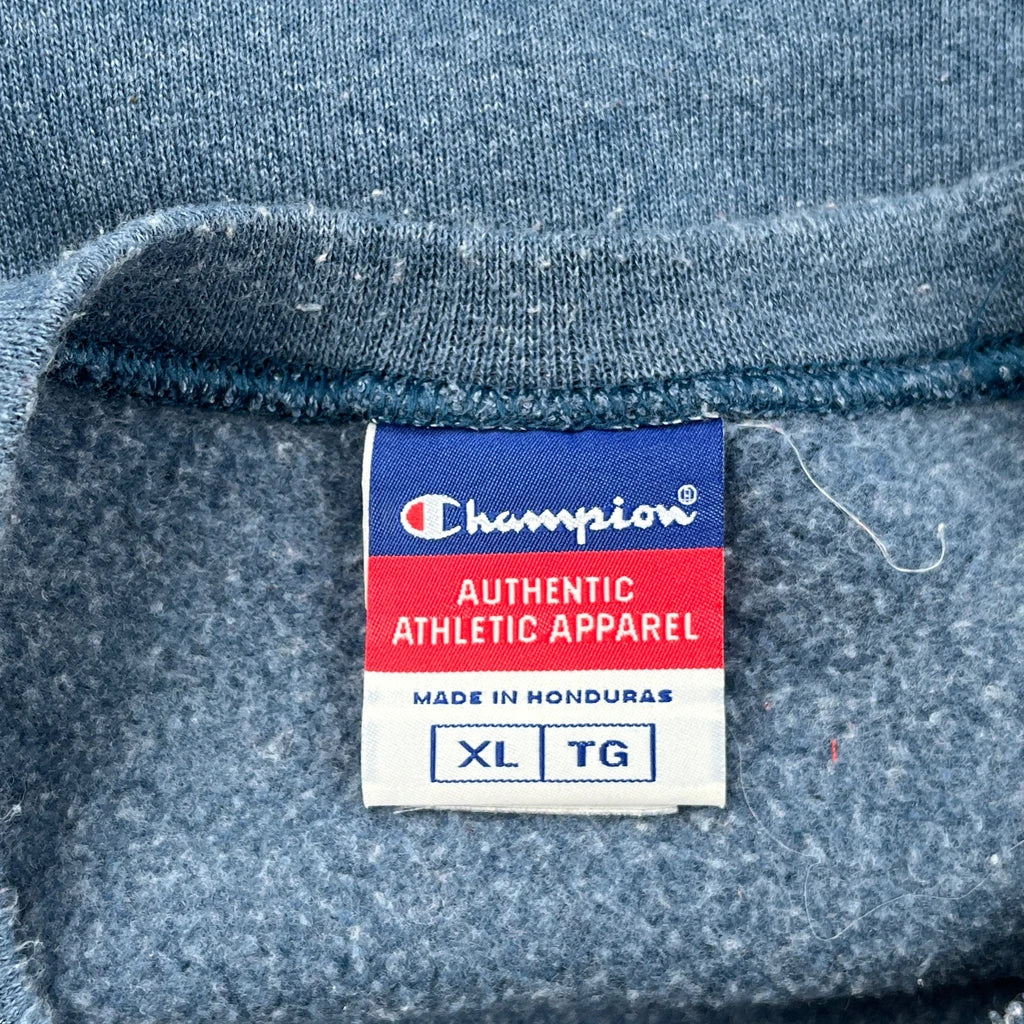 Champion®
AUTHENTIC
ATHLETIC APPAREL
MADE IN HONDURAS
XL TG